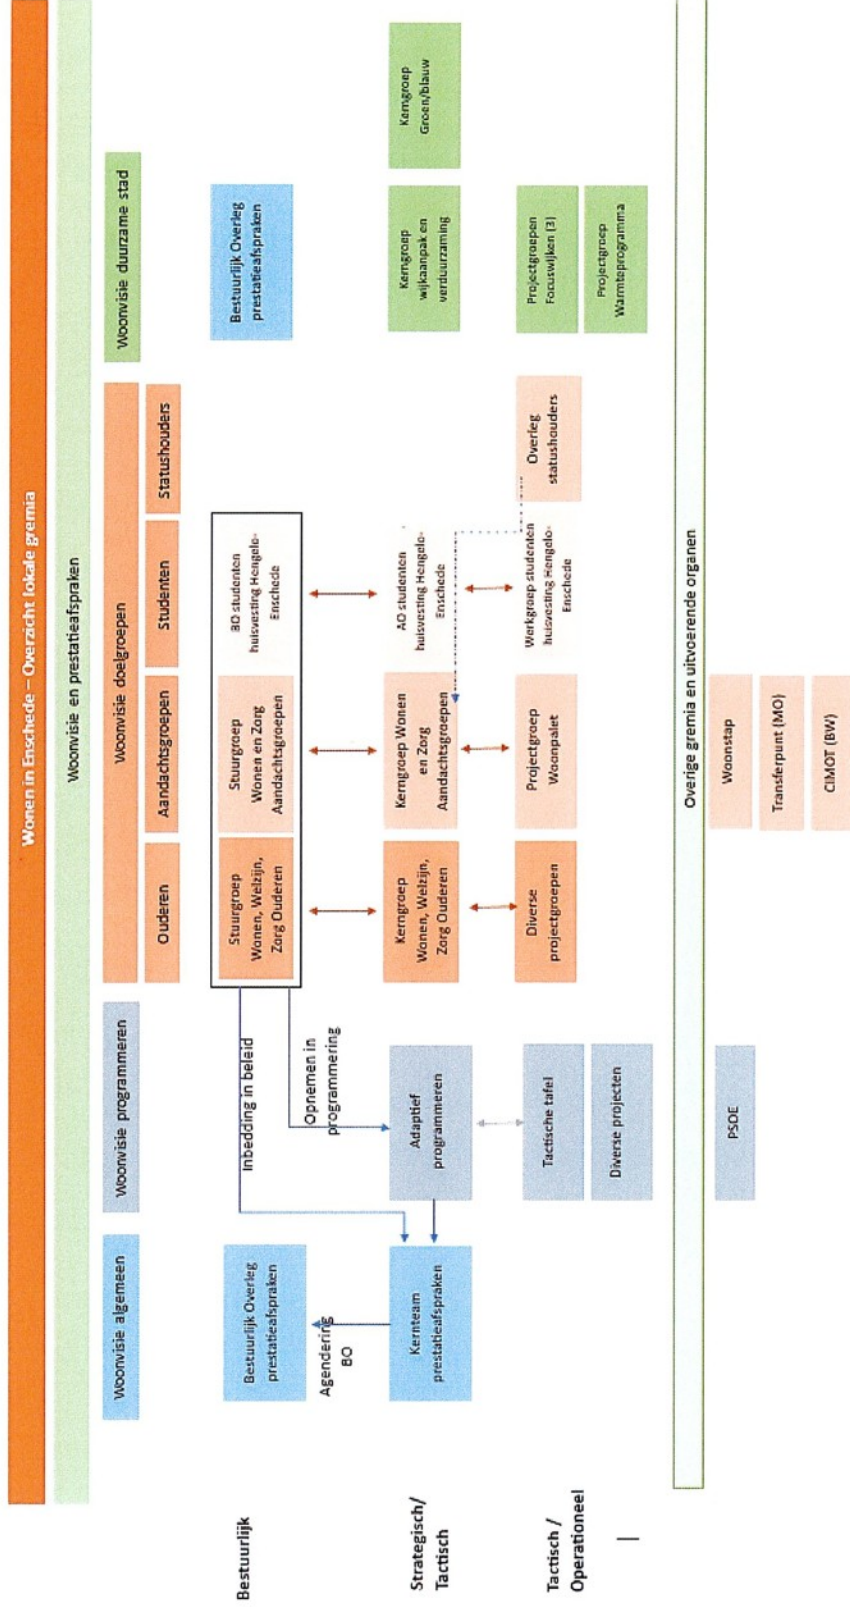 Wonen in Enschede – Overzicht lokale gremia
Woonvisie en prestatieafspraken
Woonvisie algemeen
Woonvisie programmeren
Woonvisie doelgroepen
Woonvisie duurzame stad
Ouderen
Aandachtsgroepen
Studenten
Statushouders
Bestuurlijk
Bestuurlijk Overleg
prestatieafspraken
Inbedding in beleid
Stuurgroep
Wonen, Welzijn,
Zorg Ouderen
Stuurgroep
Wonen en Zorg
Aandachtsgroepen
BO studenten
huisvesting Hengelo-
Enschede
Bestuurlijk Overleg
prestatieafspraken
Agendering
BO
Opnemen in
programmering
Strategisch/
Tactisch
Kernteam
prestatieafspraken
Adaptief
programmeren
Kerngroep
Wonen, Welzijn,
Zorg Ouderen
Kerngroep Wonen
en Zorg
Aandachtsgroepen
AO studenten
huisvesting Hengelo-
Enschede
Kerngroep
wijkaanpak en
verduurzaming
Kerngroep
Groen/blauw
Tactisch /
Operationeel
Tactische tafel
Diverse projecten
Diverse
projectgroepen
Projectgroep
Woonpalet
Werkgroep studenten
huisvesting Hengelo-
Enschede
Overleg
statushouders
Projectgroepen
Focuswijken (3)
Projectgroep
Warmteprogramma
Overige gremia en uitvoerende organen
PSOE
Woonstap
Transferpunt (MO)
CIMOT (BW)